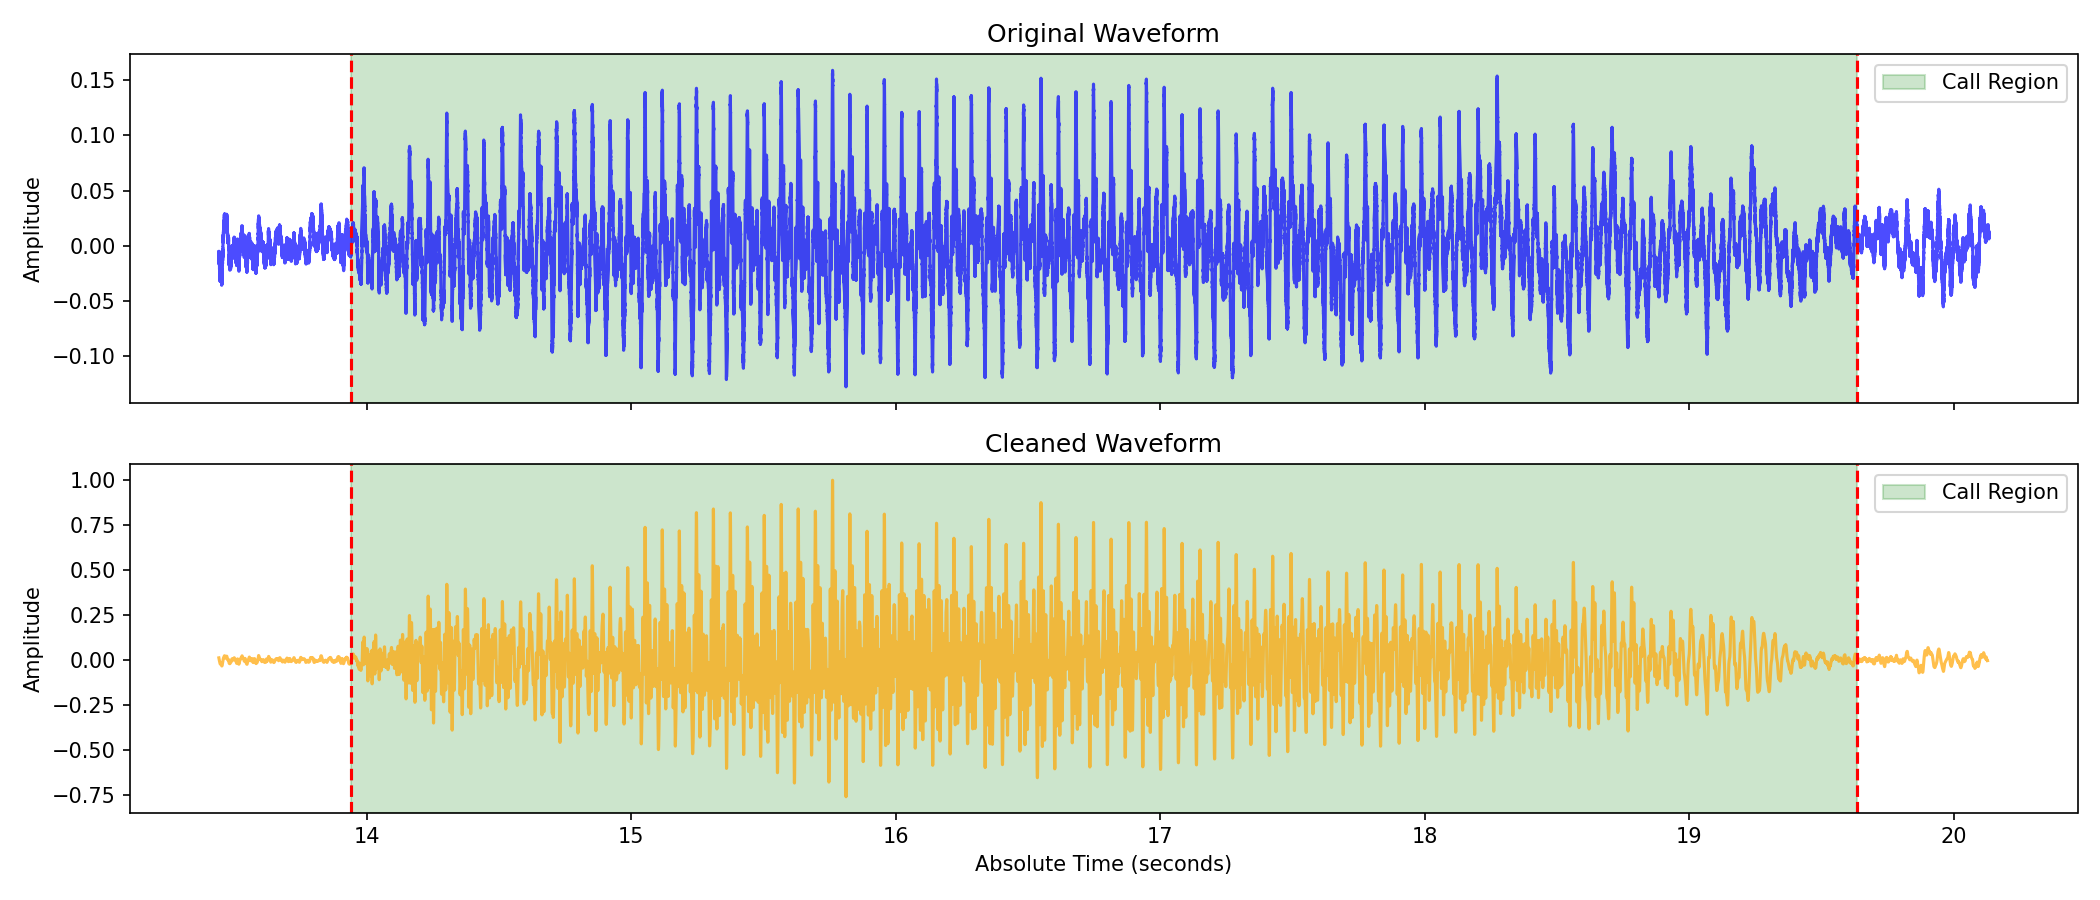 Original Waveform
Call Region
Amplitude
0.15
0.10
0.05
0.00
−0.05
−0.10
Cleaned Waveform
Call Region
Amplitude
1.00
0.75
0.50
0.25
0.00
−0.25
−0.50
−0.75
14 15 16 17 18 19 20
Absolute Time (seconds)